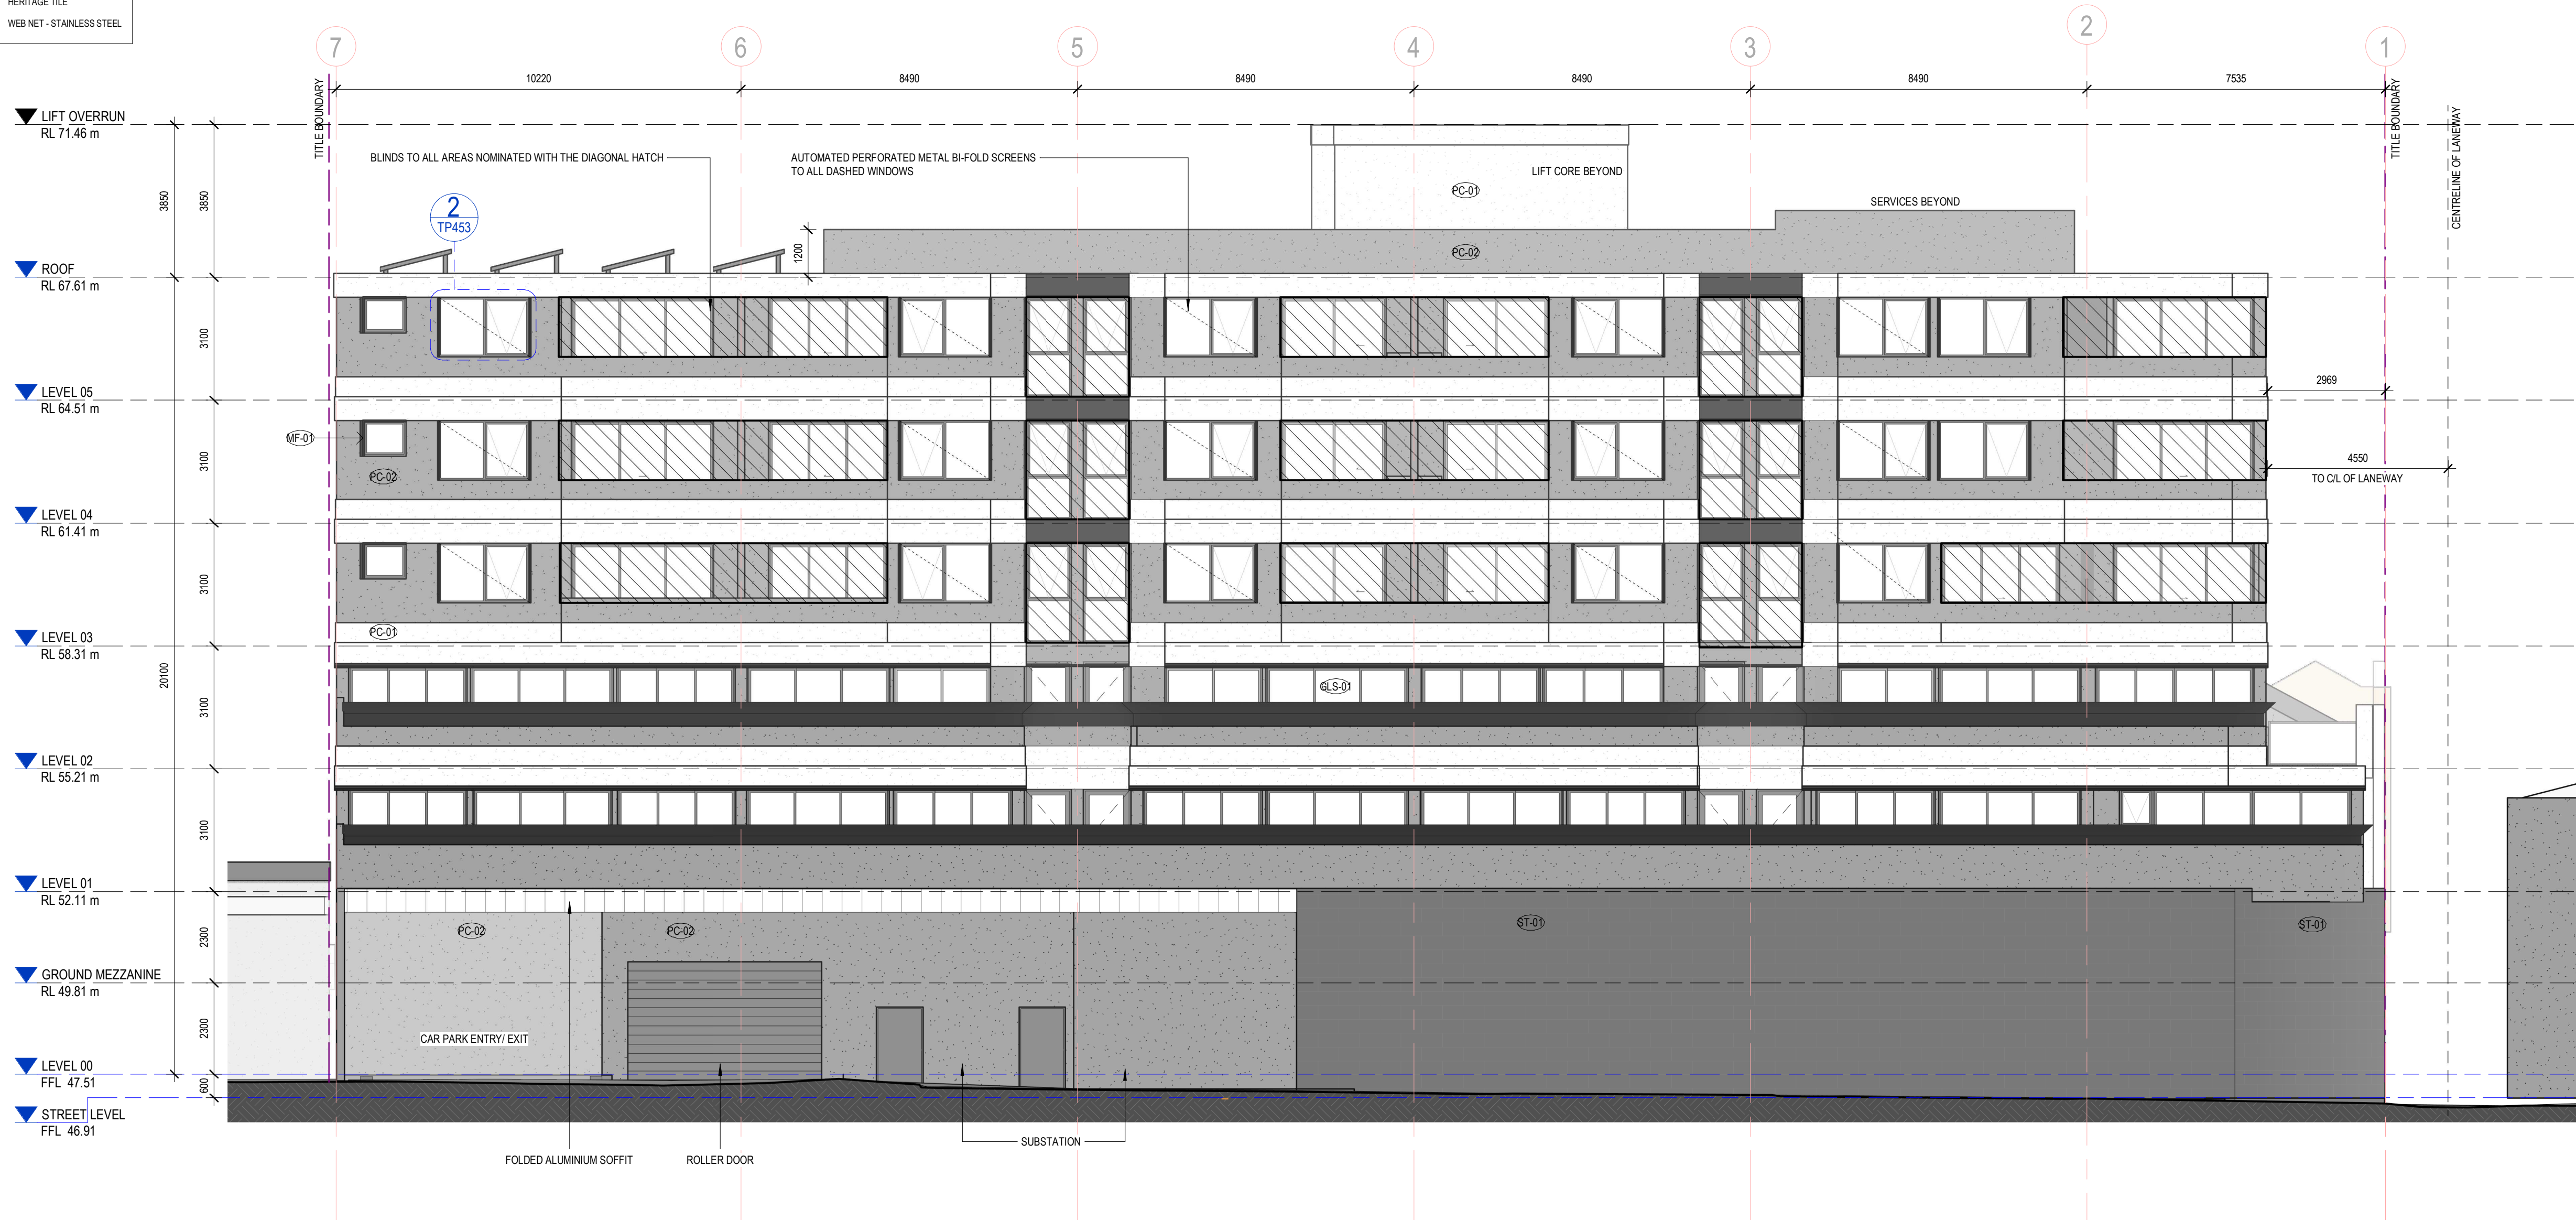 HERITAGE TILE
WEB NET - STAINLESS STEEL
7
6
5
4
3
2
1
10220
8490
8490
8490
8490
7535
TITLE BOUNDARY
TITLE BOUNDARY
CENTRELINE OF LANEWAY
LIFT OVERRUN
RL 71.46 m
BLINDS TO ALL AREAS NOMINATED WITH THE DIAGONAL HATCH
AUTOMATED PERFORATED METAL BI-FOLD SCREENS
TO ALL DASHED WINDOWS
LIFT CORE BEYOND
PC-01
SERVICES BEYOND
3850
3850
2
TP453
1200
PC-02
ROOF
RL 67.61 m
3100
LEVEL 05
RL 64.51 m
2969
MF-01
3100
PC-02
4550
TO C/L OF LANEWAY
LEVEL 04
RL 61.41 m
3100
PC-01
LEVEL 03
RL 58.31 m
20100
GLS-01
3100
LEVEL 02
RL 55.21 m
3100
LEVEL 01
RL 52.11 m
2300
PC-02
PC-02
ST-01
ST-01
GROUND MEZZANINE
RL 49.81 m
2300
CAR PARK ENTRY/ EXIT
LEVEL 00
FFL 47.51
600
STREET LEVEL
FFL 46.91
SUBSTATION
FOLDED ALUMINIUM SOFFIT
ROLLER DOOR